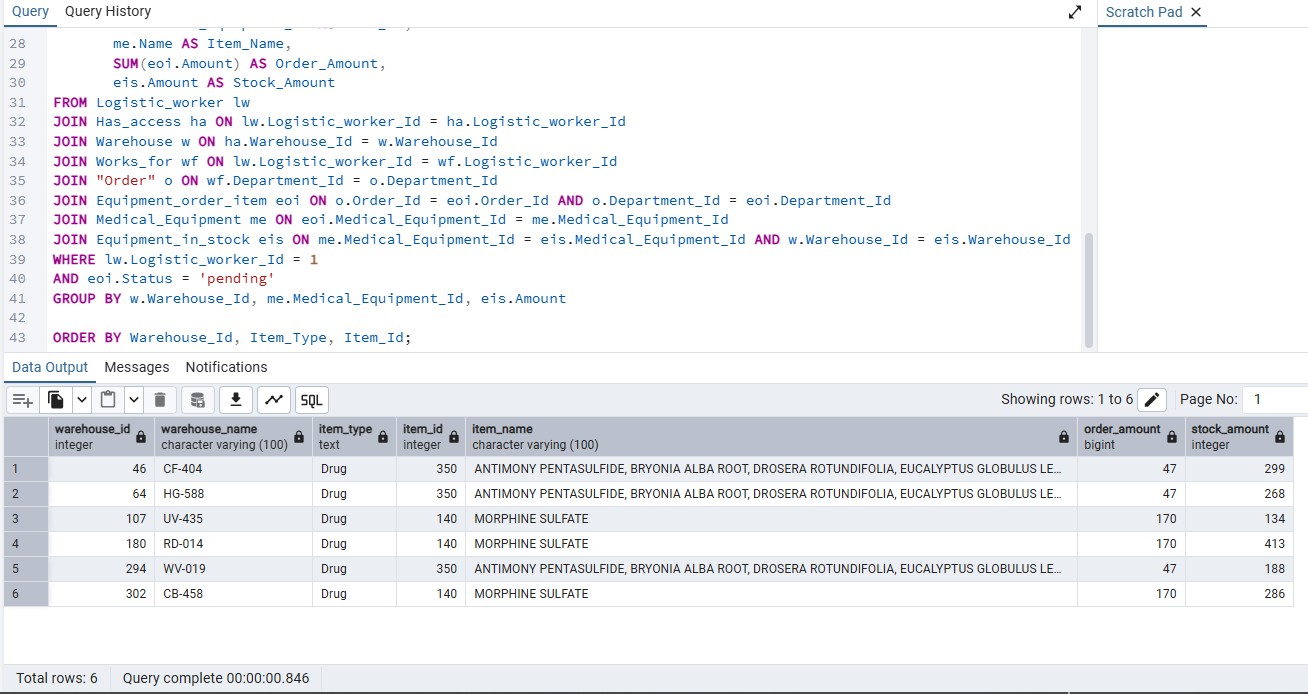 Query Query History
Scratch Pad
28 me.Name AS Item_Name,
29 SUM(eoi.Amount) AS Order_Amount,
30 eis.Amount AS Stock_Amount
31 FROM Logistic_worker lw
32 JOIN Has_access ha ON lw.Logistic_worker_Id = ha.Logistic_worker_Id
33 JOIN Warehouse w ON ha.Warehouse_Id = w.Warehouse_Id
34 JOIN Works_for wf ON lw.Logistic_worker_Id = wf.Logistic_worker_Id
35 JOIN "Order" o ON wf.Department_Id = o.Department_Id
36 JOIN Equipment_order_item eoi ON o.Order_Id = eoi.Order_Id AND o.Department_Id = eoi.Department_Id
37 JOIN Medical_Equipment me ON eoi.Medical_Equipment_Id = me.Medical_Equipment_Id
38 JOIN Equipment_in_stock eis ON me.Medical_Equipment_Id = eis.Medical_Equipment_Id AND w.Warehouse_Id = eis.Warehouse_Id
39 WHERE lw.Logistic_worker_Id = 1
40 AND eoi.Status = 'pending'
41 GROUP BY w.Warehouse_Id, me.Medical_Equipment_Id, eis.Amount
42
43 ORDER BY Warehouse_Id, Item_Type, Item_Id;
Data Output Messages Notifications
SQL Showing rows: 1 to 6 Page No: 1
warehouse_id warehouse_name item_type item_id item_name order_amount stock_amount
integer character varying (100) text integer character varying (100) bigint integer
1 46 CF-404 Drug 350 ANTIMONY PENTASULFIDE, BRYONIA ALBA ROOT, DROSERA ROTUNDIFOLIA, EUCALYPTUS GLOBULUS LE... 47 299
2 64 HG-588 Drug 350 ANTIMONY PENTASULFIDE, BRYONIA ALBA ROOT, DROSERA ROTUNDIFOLIA, EUCALYPTUS GLOBULUS LE... 47 268
3 107 UV-435 Drug 140 MORPHINE SULFATE 170 134
4 180 RD-014 Drug 140 MORPHINE SULFATE 170 413
5 294 WV-019 Drug 350 ANTIMONY PENTASULFIDE, BRYONIA ALBA ROOT, DROSERA ROTUNDIFOLIA, EUCALYPTUS GLOBULUS LE... 47 188
6 302 CB-458 Drug 140 MORPHINE SULFATE 170 286
Total rows: 6 Query complete 00:00:00.846